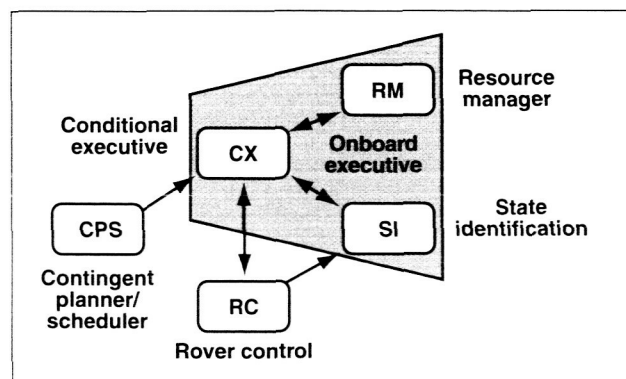 RM
Resource
manager
Conditional
executive
CX
Onboard
executive
CPS
SI
State
identification
Contingent
planner/
scheduler
RC
Rover control